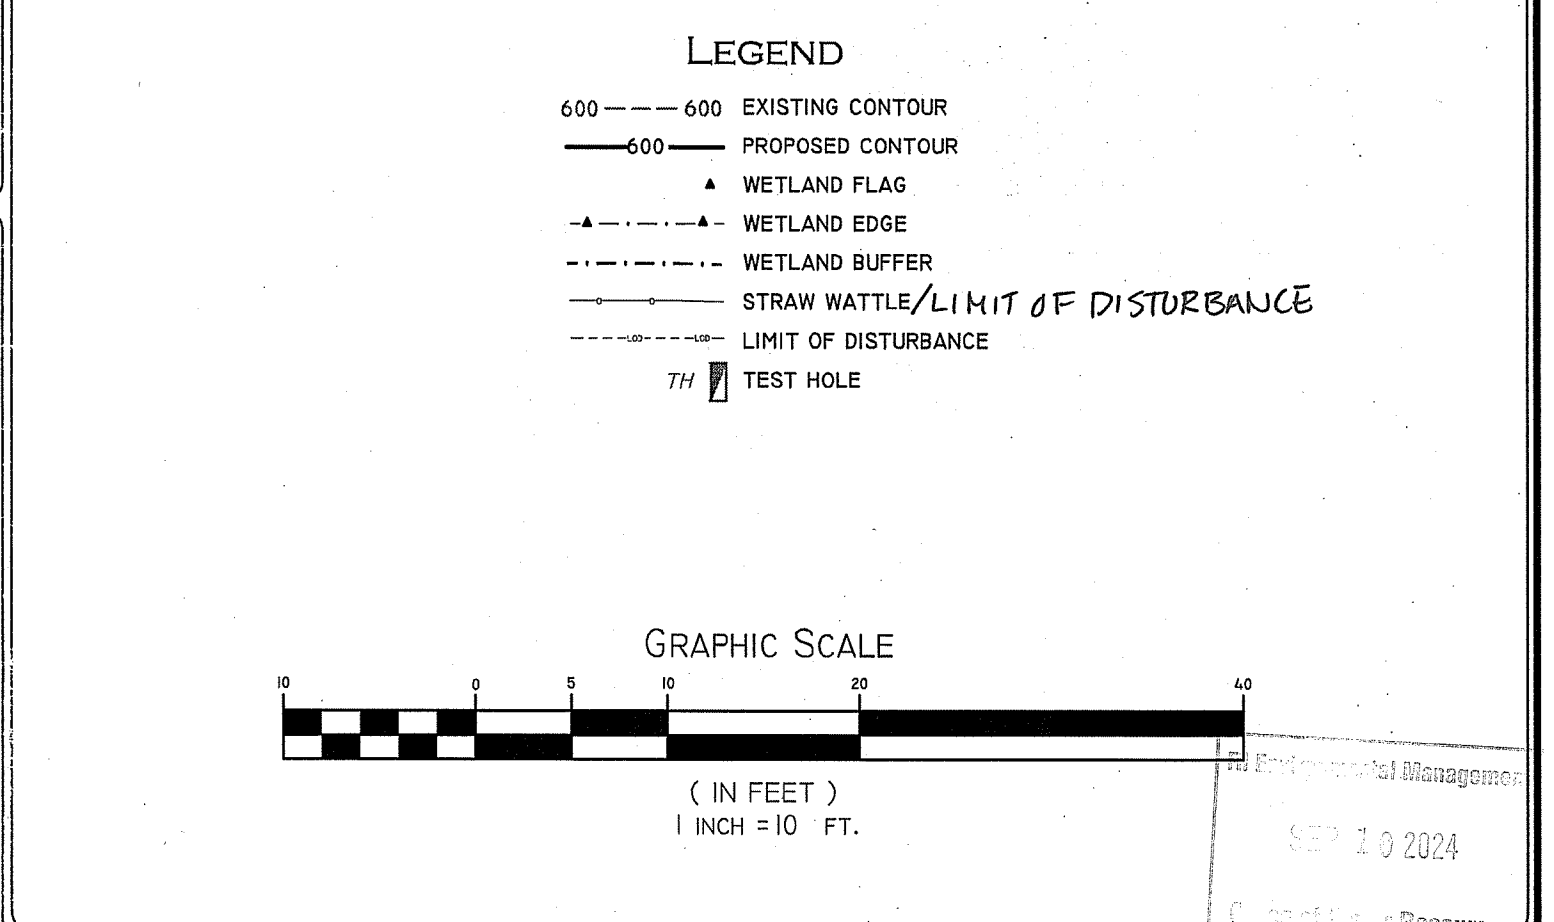 LEGEND
600 – – – 600 EXISTING CONTOUR
600 PROPOSED CONTOUR
WETLAND FLAG
WETLAND EDGE
WETLAND BUFFER
STRAW WATTLE/LIMIT OF DISTURBANCE
LOD LOD LIMIT OF DISTURBANCE
TH TEST HOLE
GRAPHIC SCALE
10 0 5 10 20 40
( IN FEET )
1 INCH = 10 FT.
Management
SEP 10 2024